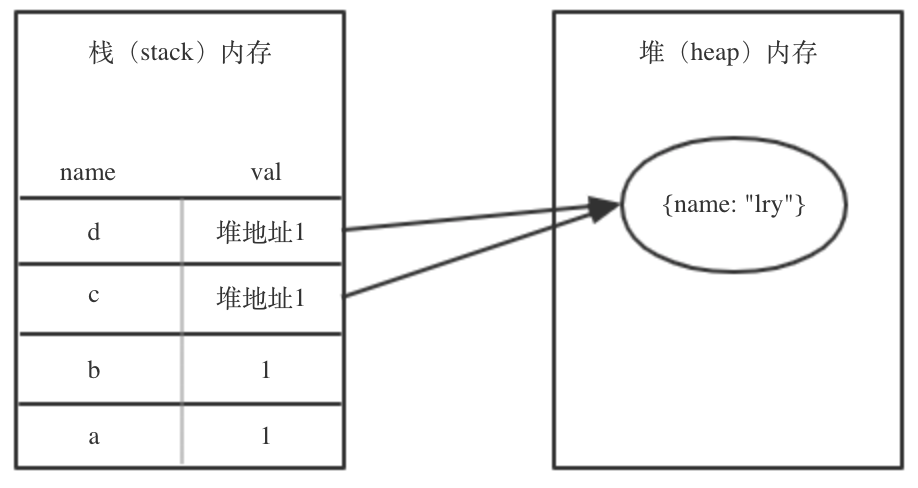 栈（stack）内存
堆（heap）内存
name val
d 堆地址1
c 堆地址1
b 1
a 1
{name: "lry"}